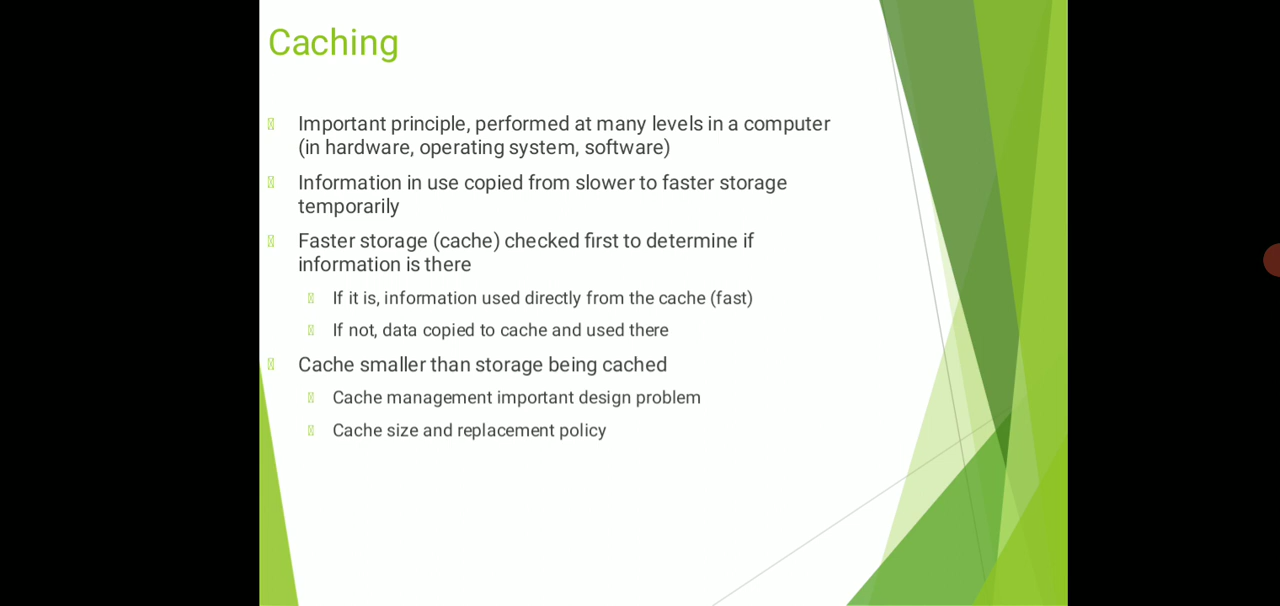 Caching
Important principle, performed at many levels in a computer
(in hardware, operating system, software)
Information in use copied from slower to faster storage
temporarily
Faster storage (cache) checked first to determine if
information is there
If it is, information used directly from the cache (fast)
If not, data copied to cache and used there
Cache smaller than storage being cached
Cache management important design problem
Cache size and replacement policy